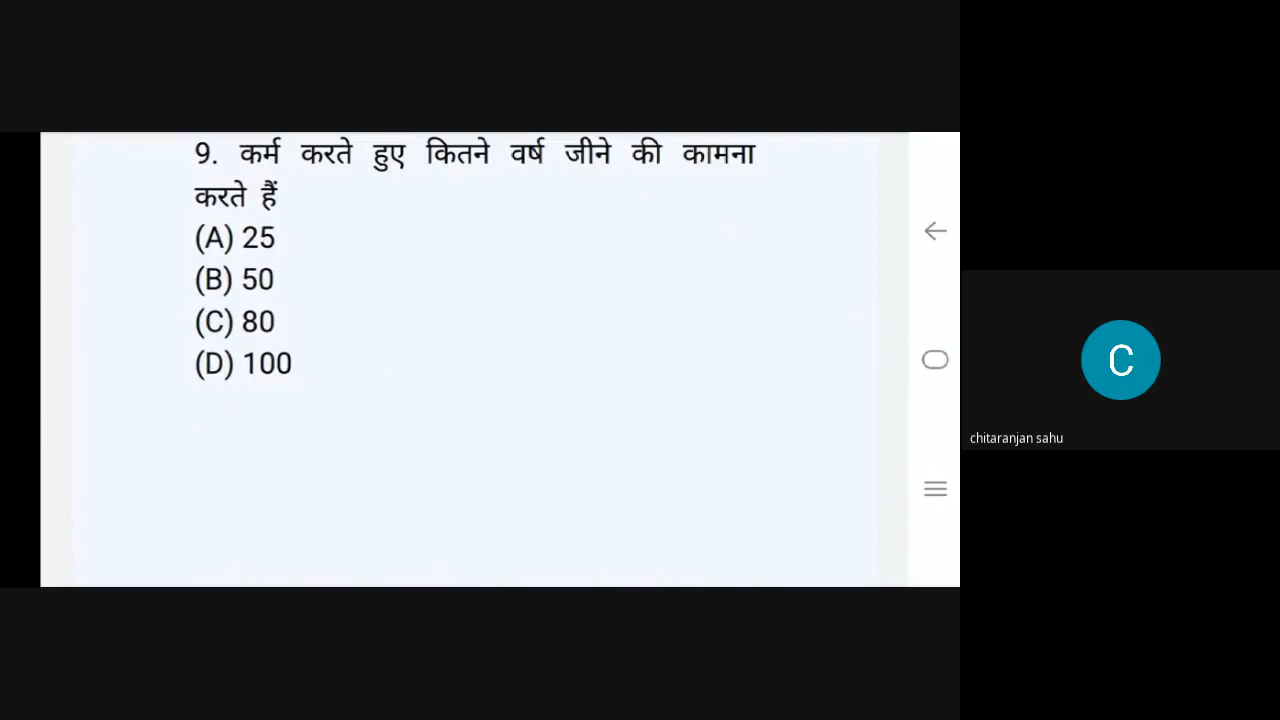 9. कर्म करते हुए कितने वर्ष जीने की कामना
करते हैं
(A) 25
(B) 50
(C) 80
(D) 100
C
chitaranjan sahu